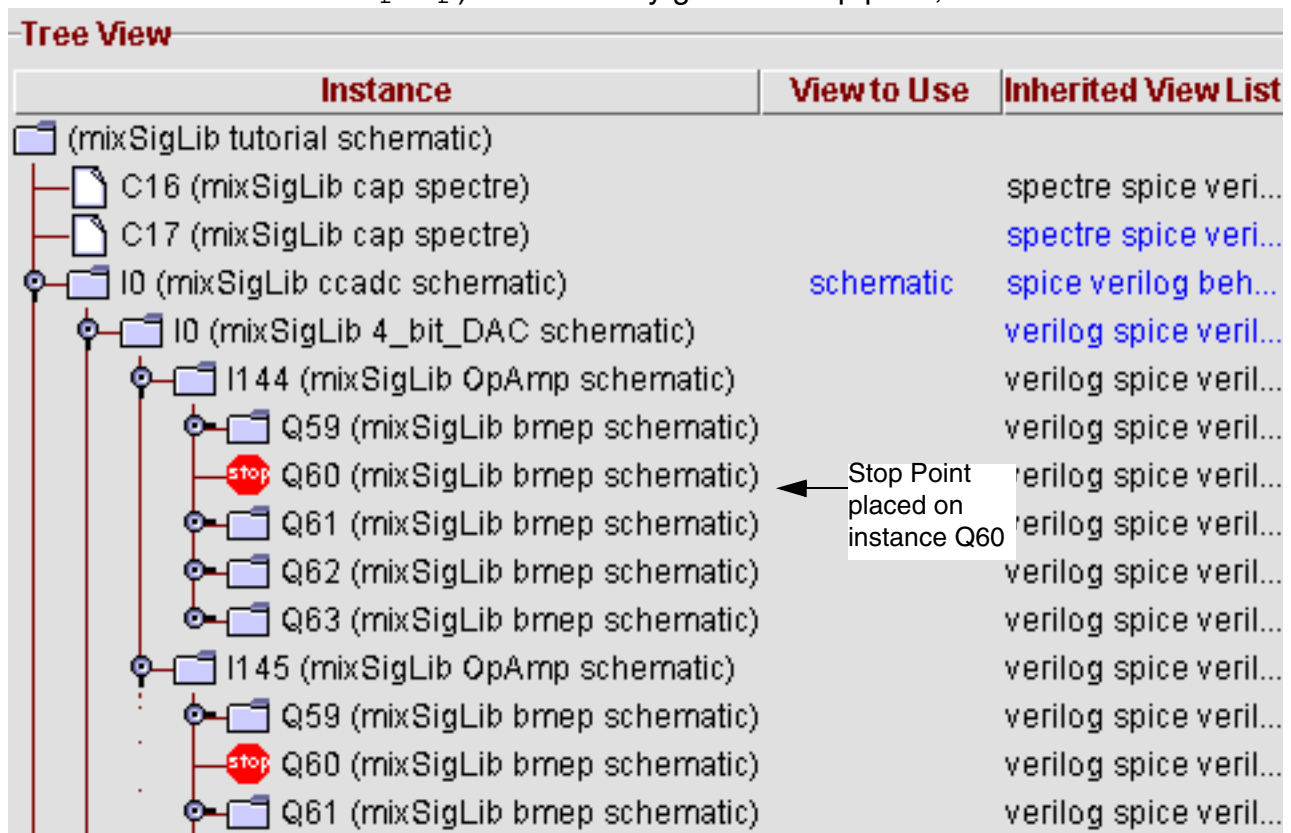 Tree View
Instance View to Use Inherited View List
(mixSigLib tutorial schematic)
C16 (mixSigLib cap spectre) spectre spice veri...
C17 (mixSigLib cap spectre) spectre spice veri...
I0 (mixSigLib ccadc schematic) schematic spice verilog beh...
I0 (mixSigLib 4_bit_DAC schematic) verilog spice veril...
I144 (mixSigLib OpAmp schematic) verilog spice veril...
Q59 (mixSigLib bmep schematic) verilog spice veril...
stop Q60 (mixSigLib bmep schematic) Stop Point verilog spice veril...
placed on
Q61 (mixSigLib bmep schematic) instance Q60 verilog spice veril...
Q62 (mixSigLib bmep schematic) verilog spice veril...
Q63 (mixSigLib bmep schematic) verilog spice veril...
I145 (mixSigLib OpAmp schematic) verilog spice veril...
Q59 (mixSigLib bmep schematic) verilog spice veril...
stop Q60 (mixSigLib bmep schematic) verilog spice veril...
Q61 (mixSigLib bmep schematic) verilog spice veril...